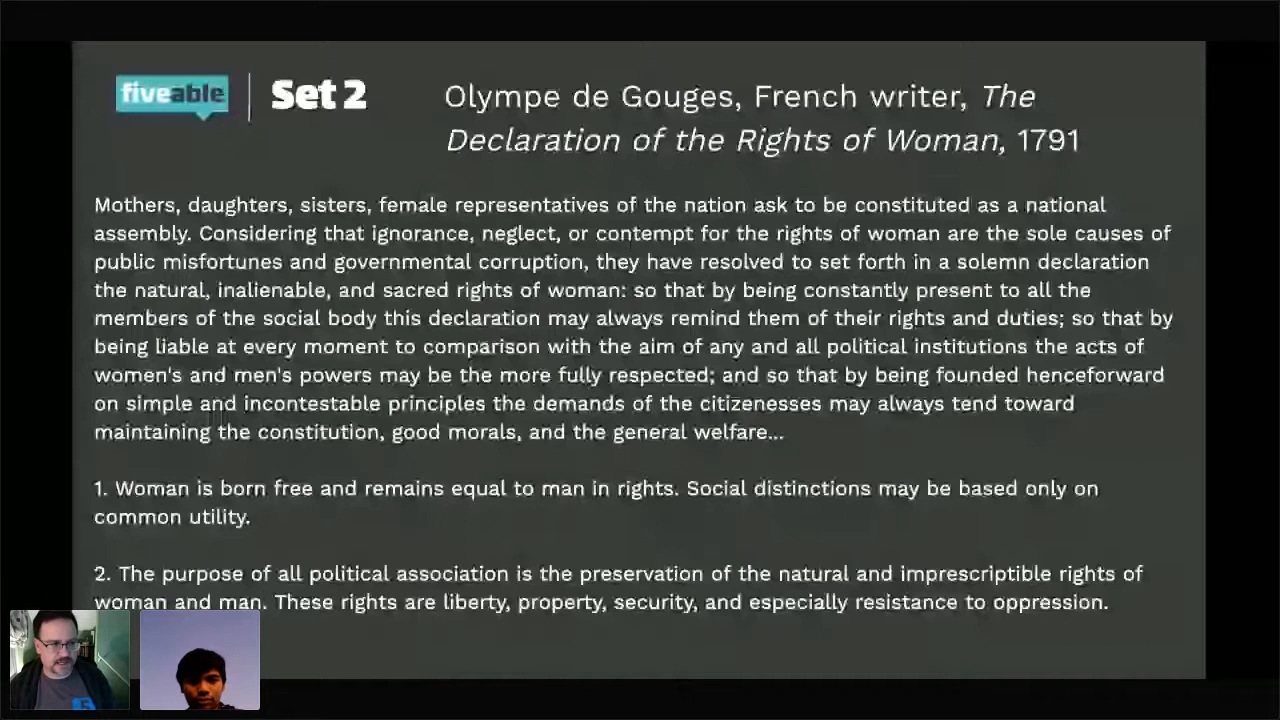 fiveable
Set 2
Olympe de Gouges, French writer, The
Declaration of the Rights of Woman, 1791
Mothers, daughters, sisters, female representatives of the nation ask to be constituted as a national
assembly. Considering that ignorance, neglect, or contempt for the rights of woman are the sole causes of
public misfortunes and governmental corruption, they have resolved to set forth in a solemn declaration
the natural, inalienable, and sacred rights of woman: so that by being constantly present to all the
members of the social body this declaration may always remind them of their rights and duties; so that by
being liable at every moment to comparison with the aim of any and all political institutions the acts of
women's and men's powers may be the more fully respected; and so that by being founded henceforward
on simple and incontestable principles the demands of the citizenesses may always tend toward
maintaining the constitution, good morals, and the general welfare...
1. Woman is born free and remains equal to man in rights. Social distinctions may be based only on
common utility.
2. The purpose of all political association is the preservation of the natural and imprescriptible rights of
woman and man. These rights are liberty, property, security, and especially resistance to oppression.